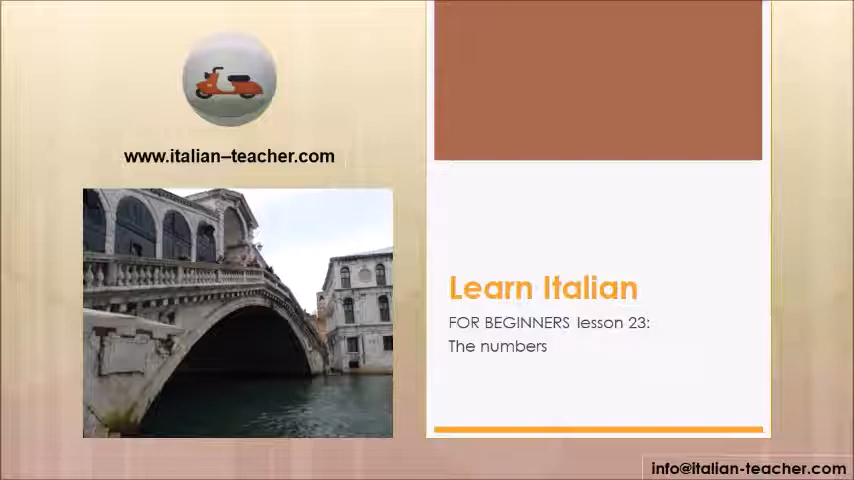 www.italian–teacher.com
Learn Italian
FOR BEGINNERS lesson 23:
The numbers
info@italian-teacher.com